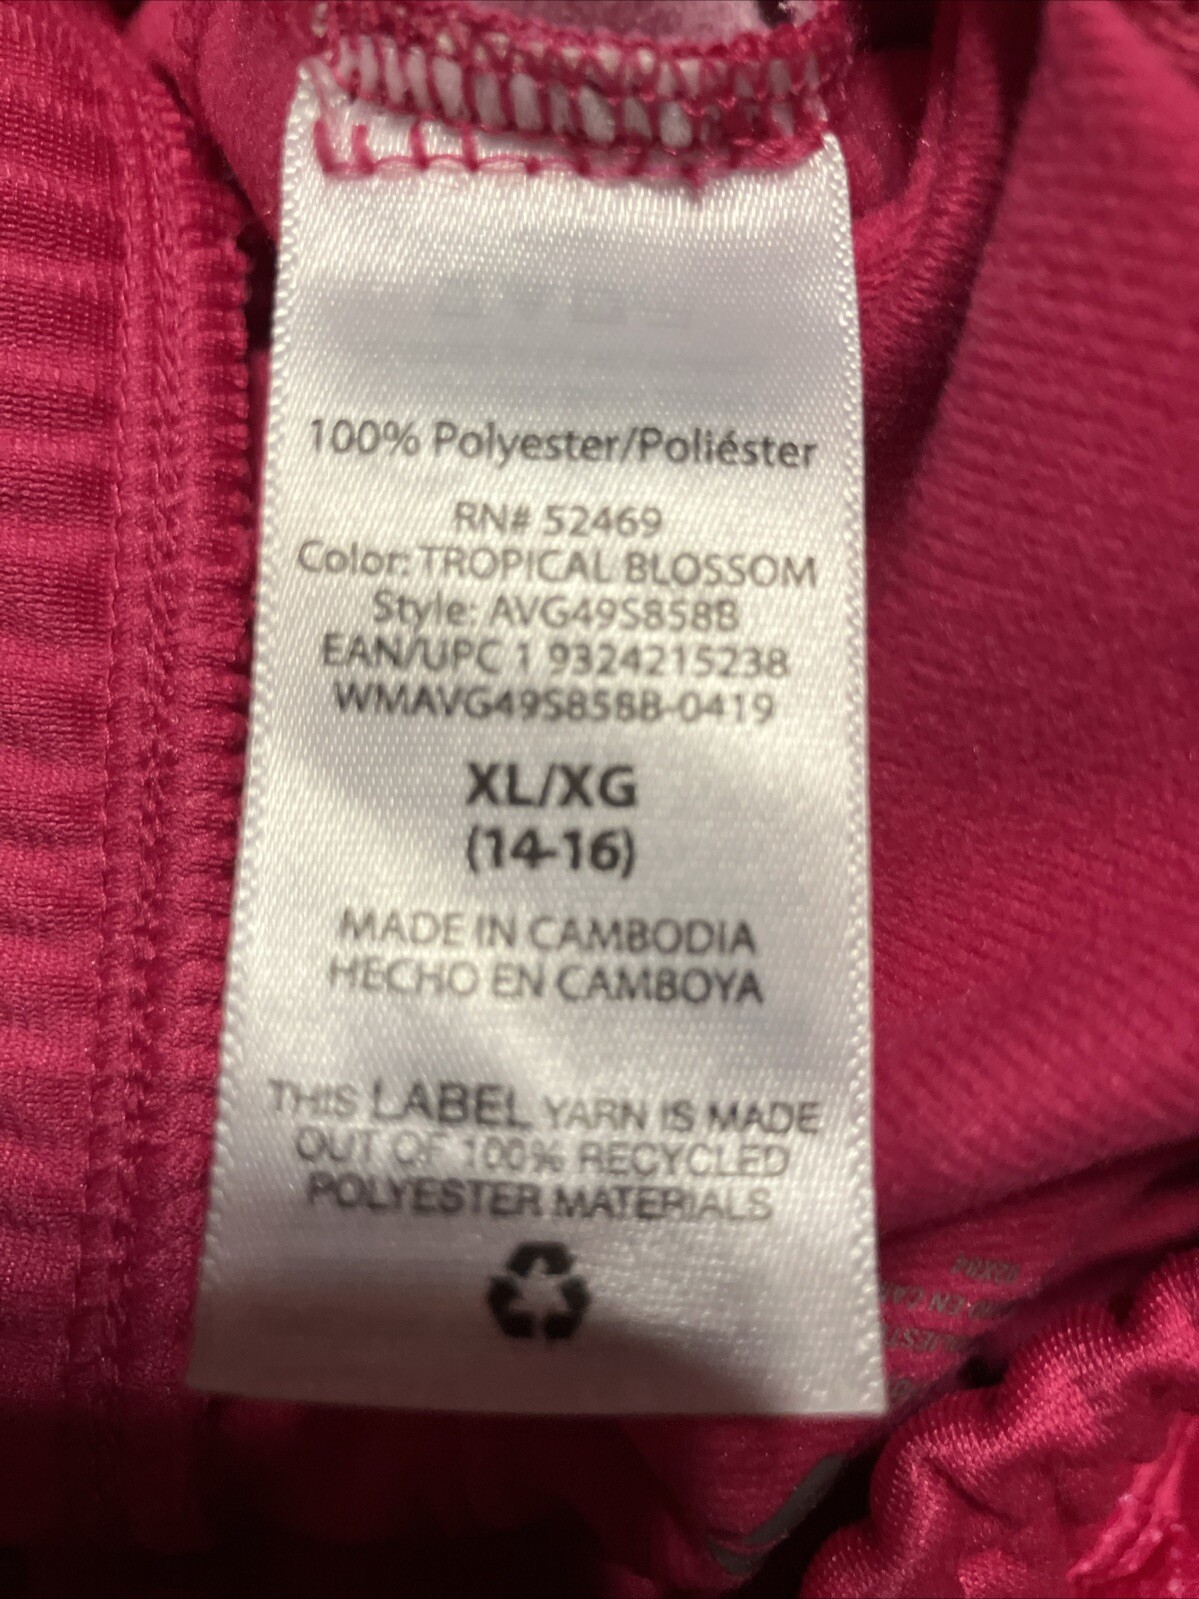 100% Polyester/Poliéster
RN# 52469
Color: TROPICAL BLOSSOM
Style: AVG49S858B
EAN/UPC 1 9324215238
WMAVG49S858B-0419
XL/XG
(14-16)
MADE IN CAMBODIA
HECHO EN CAMBOYA
THIS LABEL YARN IS MADE
OUT OF 100% RECYCLED
POLYESTER MATERIALS